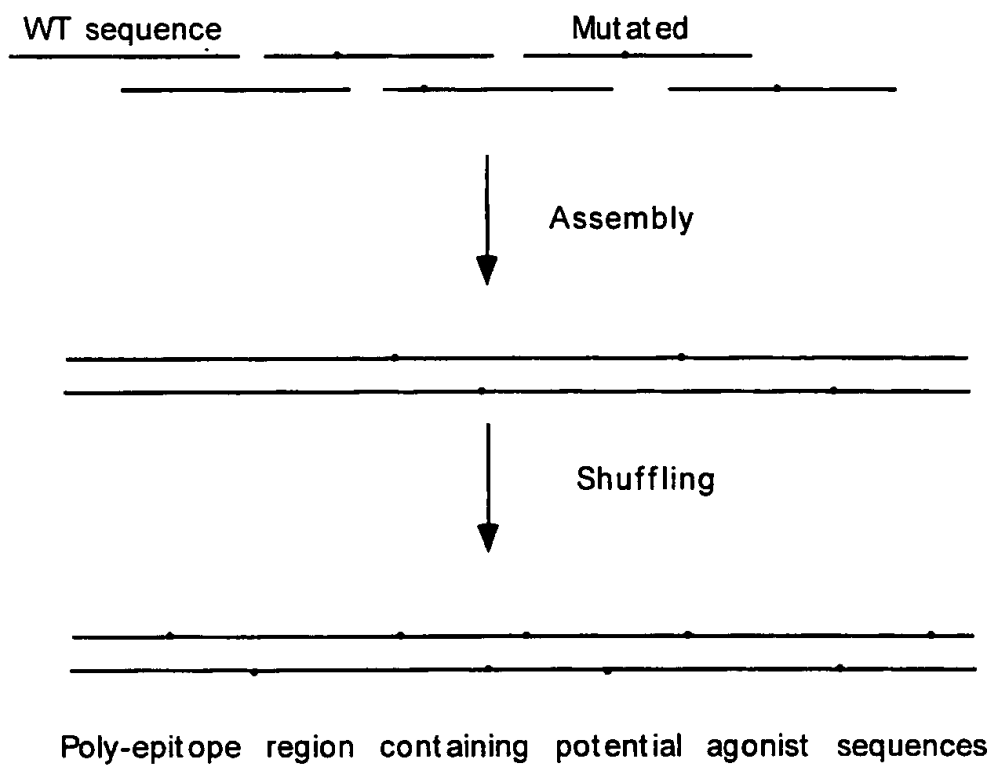 WT sequence
Mutated
Assembly
Shuffling
Poly-epitope region containing potential agonist sequences